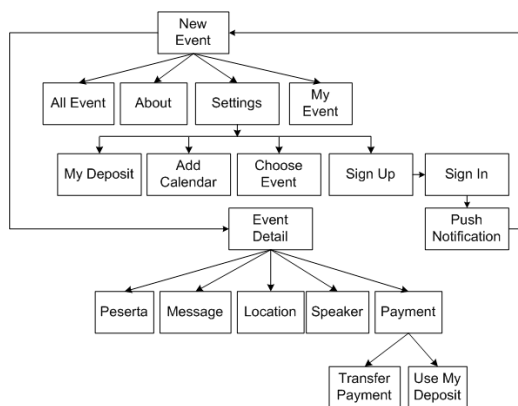 New
Event
All Event
About
Settings
My
Event
My Deposit
Add
Calendar
Choose
Event
Sign Up
Sign In
Event
Detail
Push
Notification
Peserta
Message
Location
Speaker
Payment
Transfer
Payment
Use My
Deposit